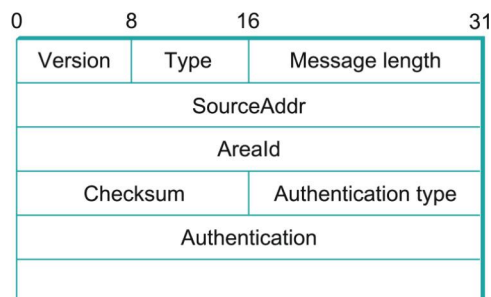 0 8 16 31
Version Type Message length
SourceAddr
AreaId
Checksum Authentication type
Authentication